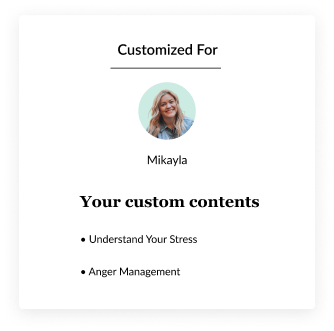 Customized For
Mikayla
Your custom contents
• Understand Your Stress
• Anger Management